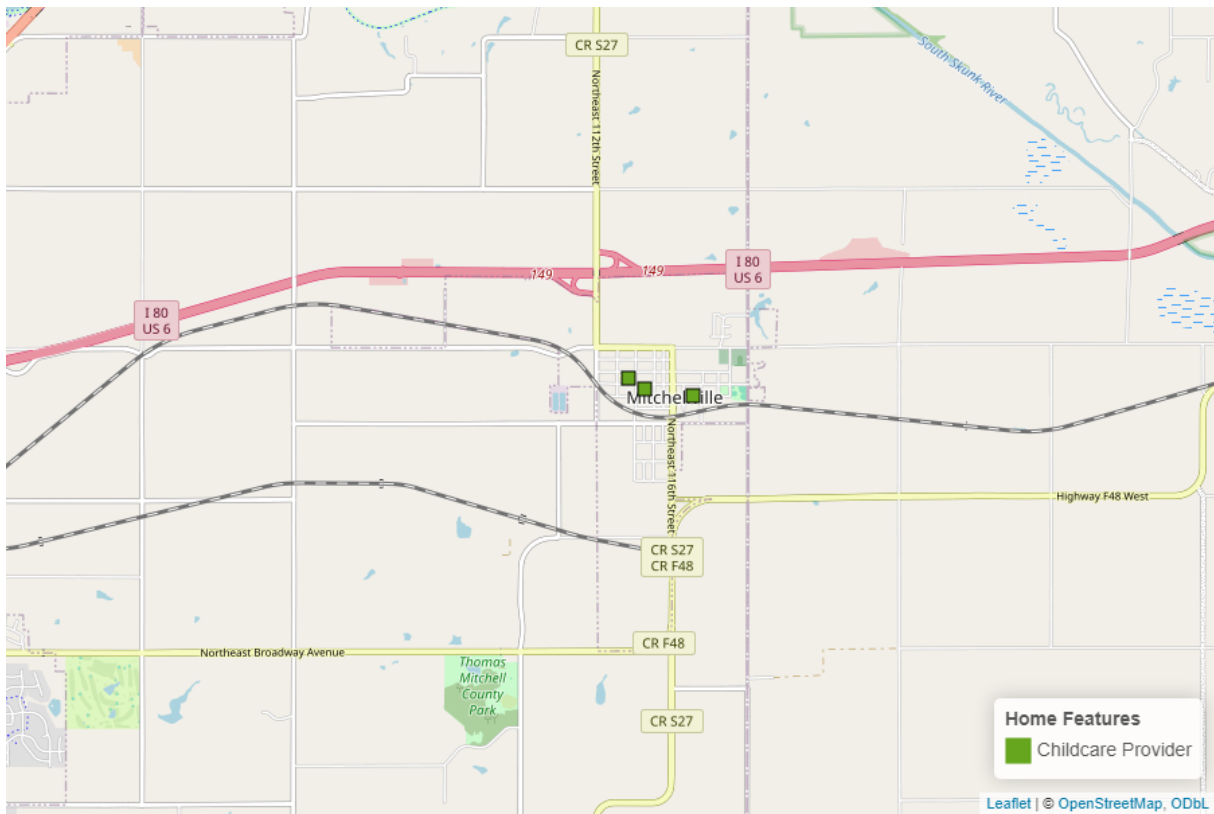 CR S27
South Skunk River
Northeast 112th Street
I 80
US 6
149
149
I 80
US 6
Mitchellville
Northeast 116th Street
Highway F48 West
CR S27
CR F48
CR F48
Northeast Broadway Avenue
Thomas
Mitchell
County
Park
CR S27
Home Features
Childcare Provider
Leaflet | © OpenStreetMap, ODbL